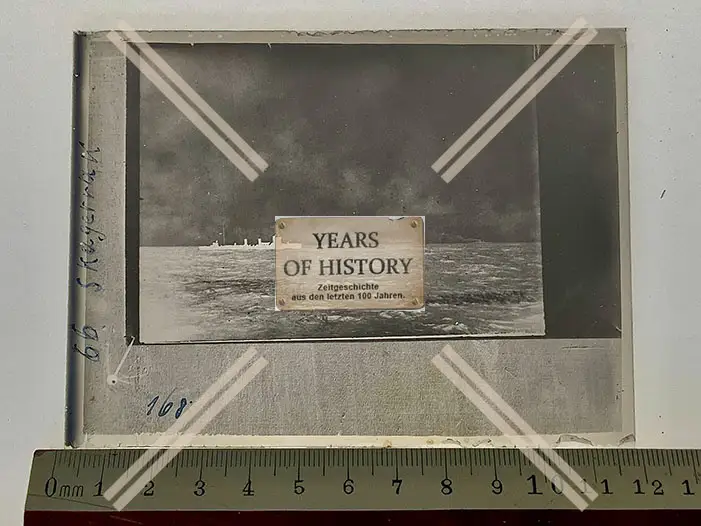 66 Skagerrak
YEARS
OF HISTORY
Zeitgeschichte
aus den letzten 100 Jahren.
168.
0mm 1 2 3 4 5 6 7 8 9 10 11 12 1